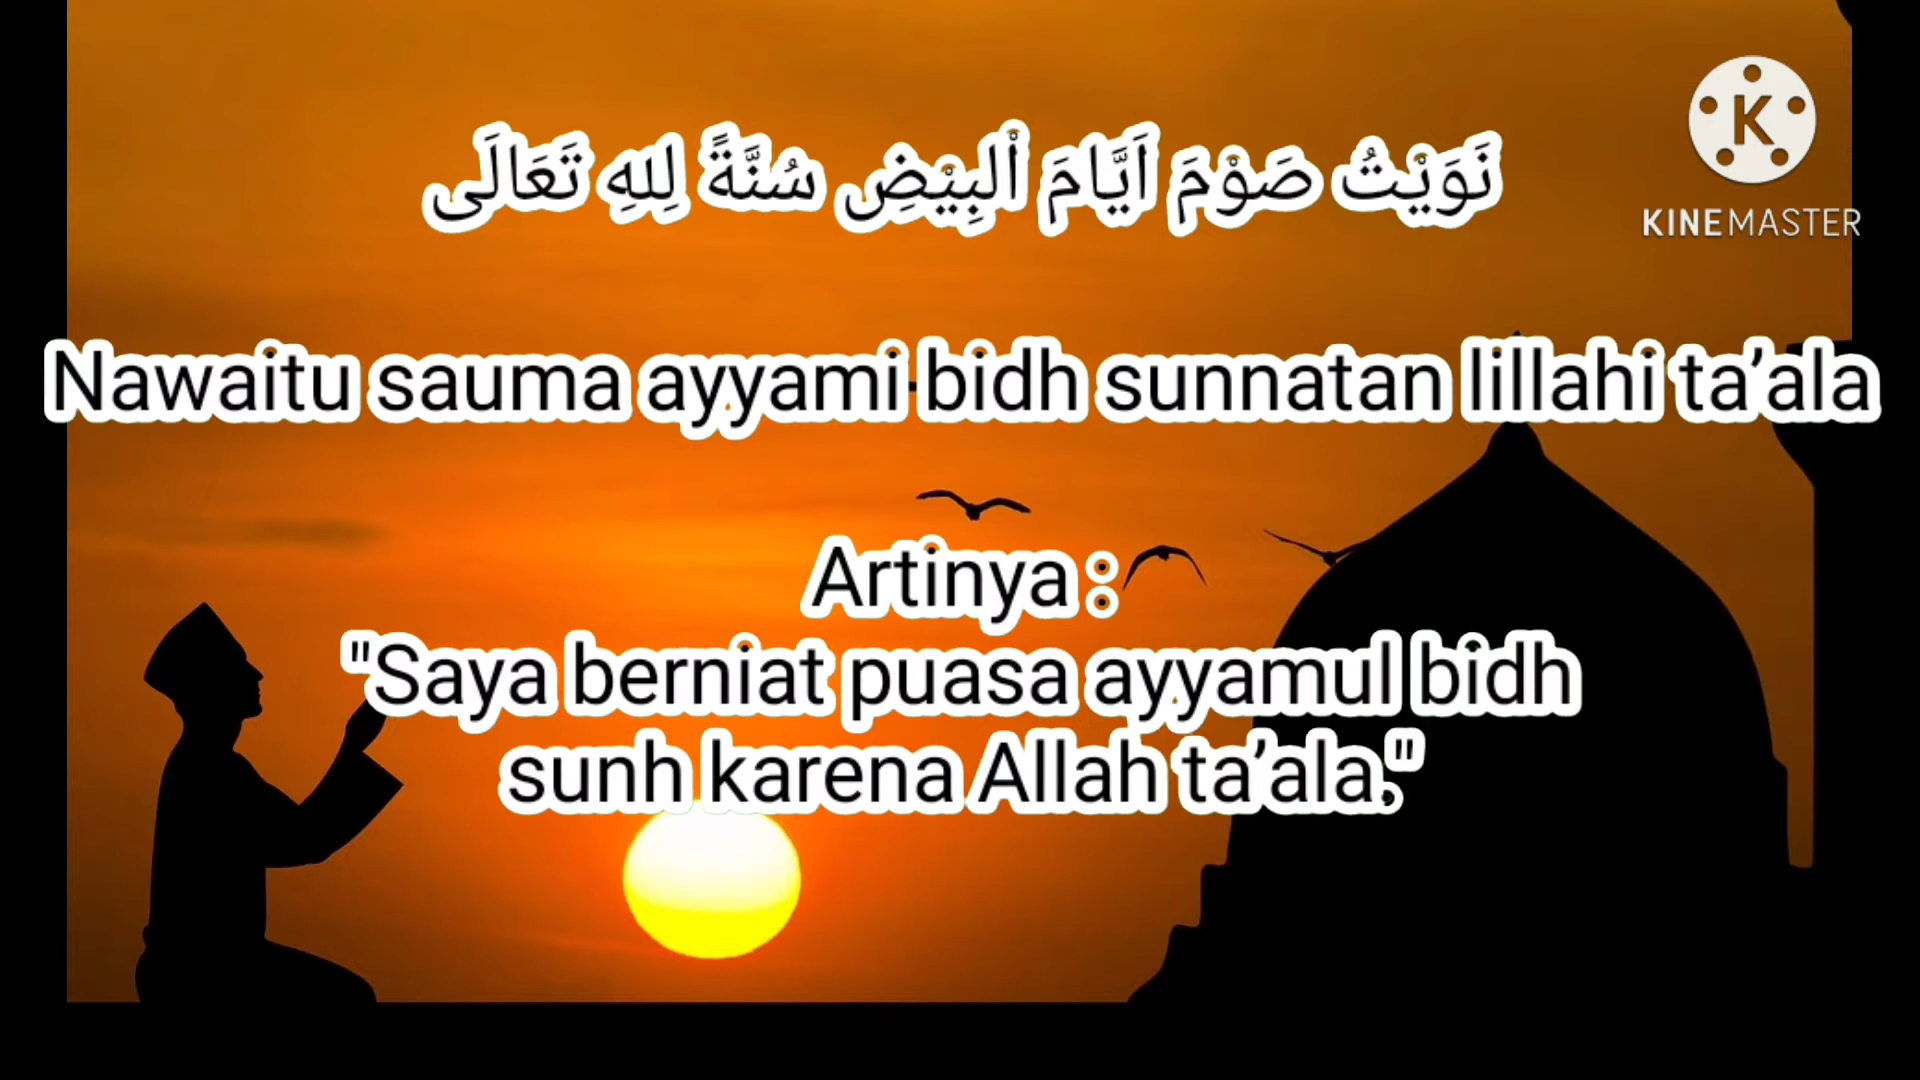 نَوَيْتُ صَوْمَ اَيَّامَ اْلبِيْضِ سُنَّةً لِلهِ تَعَالَى
K
KINEMASTER
Nawaitu sauma ayyami bidh sunnatan lillahi ta’ala
Artinya :
"Saya berniat puasa ayyamul bidh
sunh karena Allah ta’ala."